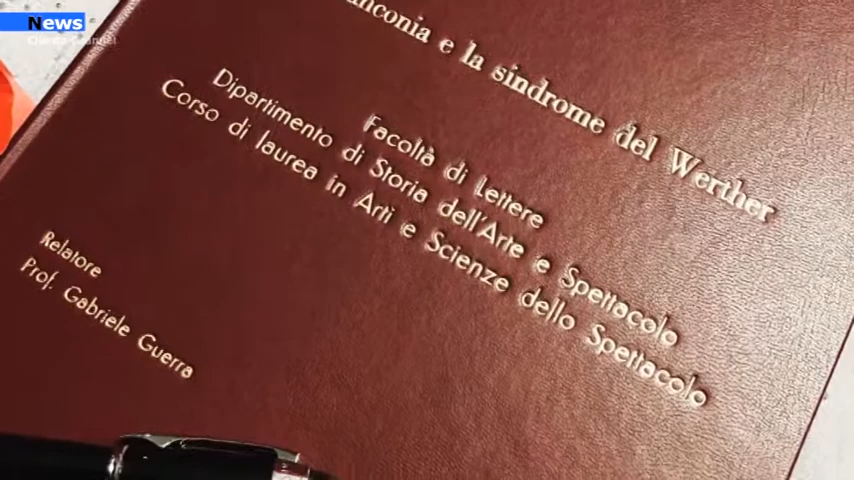 News
Channel
e la sindrome del Werther
Facoltà di Lettere
Dipartimento di Storia dell'Arte e Spettacolo
Corso di laurea in Arti e Scienze dello Spettacolo
Relatore
Prof. Gabriele Guerra